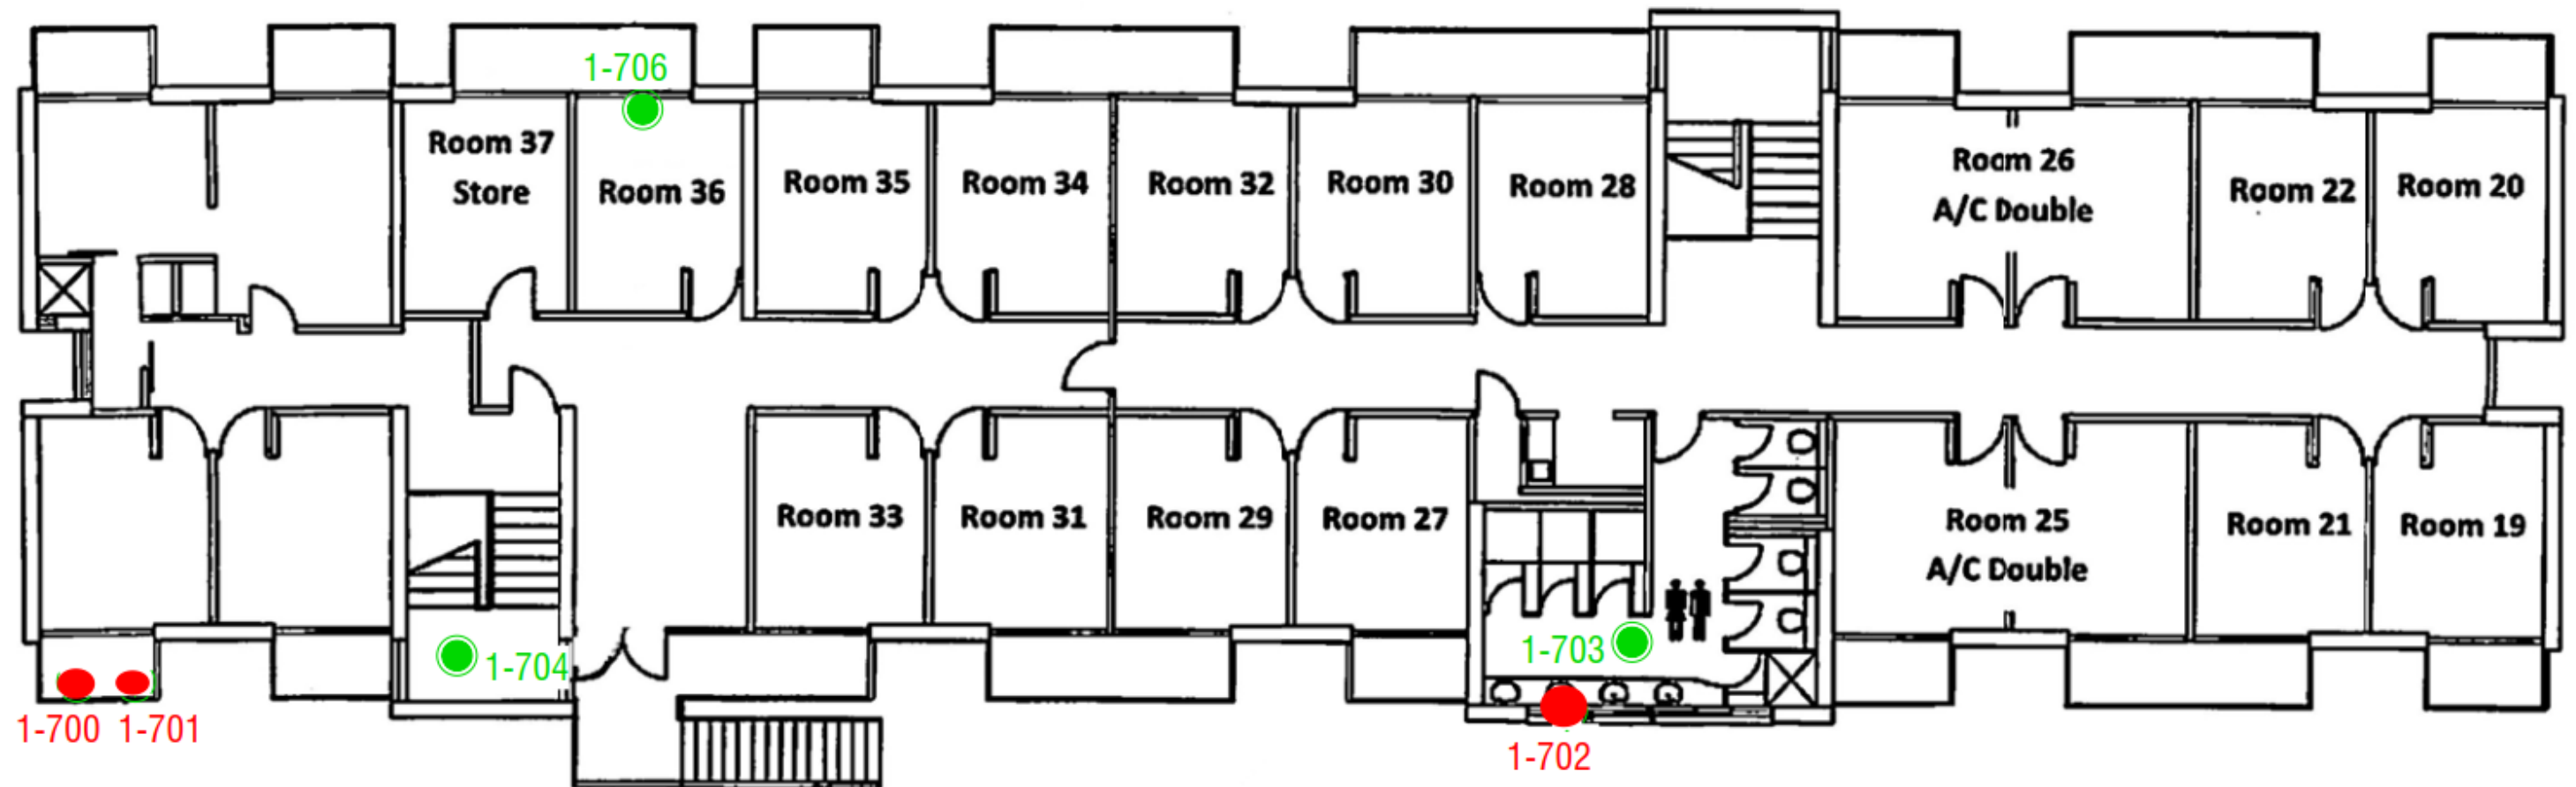 1-706
Room 37
Store
Room 36
Room 35
Room 34
Room 32
Room 30
Room 28
Room 26
A/C Double
Room 22
Room 20
Room 33
Room 31
Room 29
Room 27
Room 25
A/C Double
Room 21
Room 19
1-704
1-703
1-700
1-701
1-702